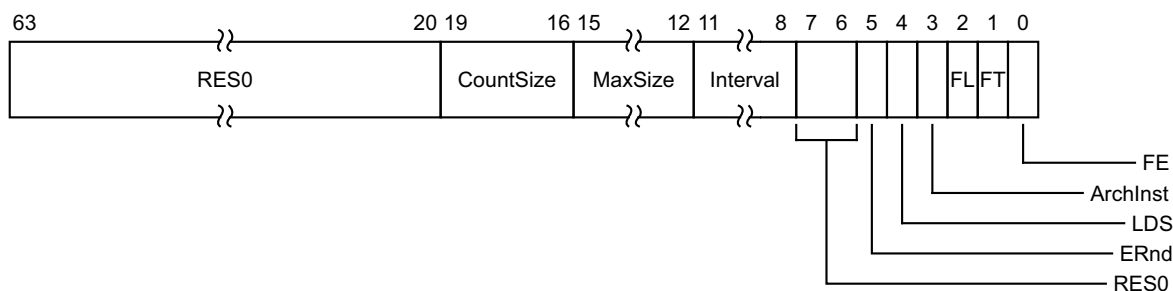 63 20 19 16 15 12 11 8 7 6 5 4 3 2 1 0
RES0 CountSize MaxSize Interval FL FT
FE
ArchInst
LDS
ERnd
RES0